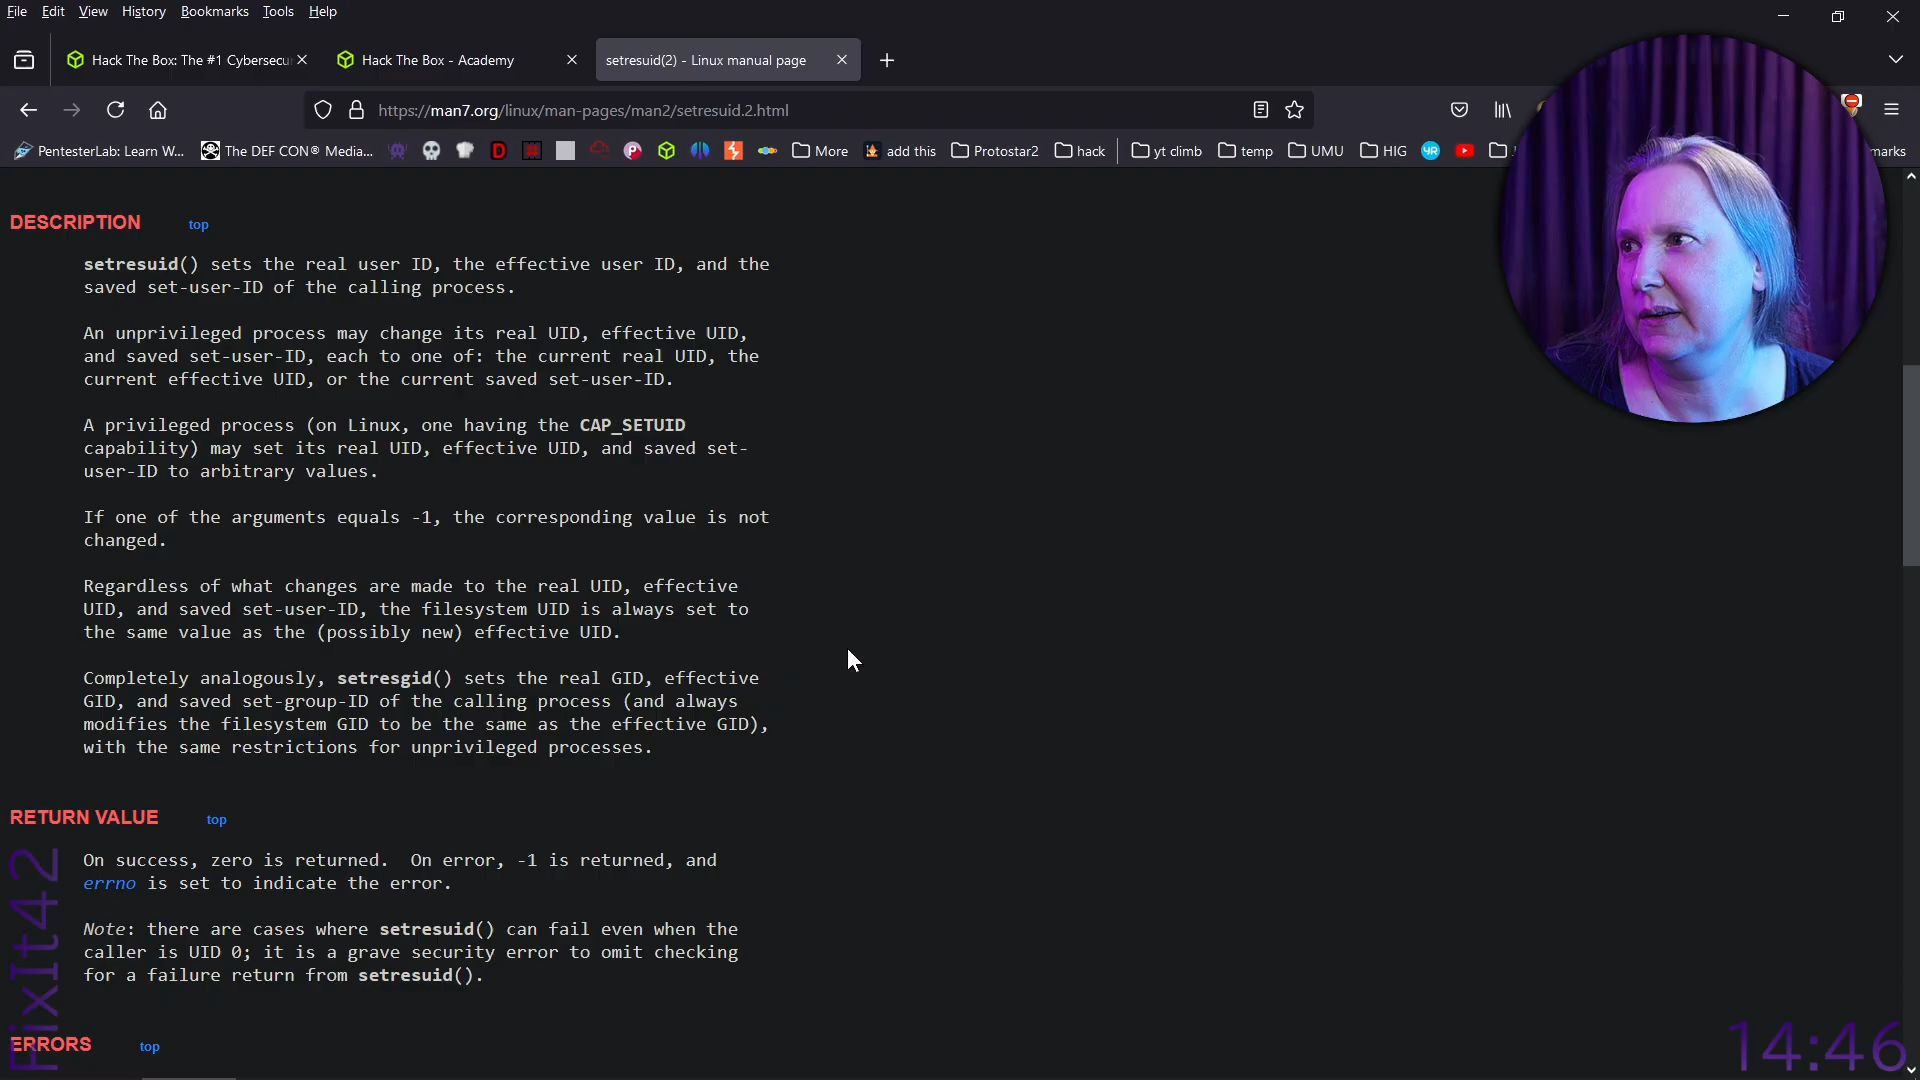 File Edit View History Bookmarks Tools Help
Hack The Box: The #1 Cybersecu
Hack The Box - Academy
setresuid(2) - Linux manual page
https://man7.org/linux/man-pages/man2/setresuid.2.html
PentesterLab: Learn W...
The DEF CON® Media...
More
add this
Protostar2
hack
yt climb
temp
UMU
HIG
marks
DESCRIPTION top
setresuid() sets the real user ID, the effective user ID, and the
saved set-user-ID of the calling process.
An unprivileged process may change its real UID, effective UID,
and saved set-user-ID, each to one of: the current real UID, the
current effective UID, or the current saved set-user-ID.
A privileged process (on Linux, one having the CAP_SETUID
capability) may set its real UID, effective UID, and saved set-
user-ID to arbitrary values.
If one of the arguments equals -1, the corresponding value is not
changed.
Regardless of what changes are made to the real UID, effective
UID, and saved set-user-ID, the filesystem UID is always set to
the same value as the (possibly new) effective UID.
Completely analogously, setresgid() sets the real GID, effective
GID, and saved set-group-ID of the calling process (and always
modifies the filesystem GID to be the same as the effective GID),
with the same restrictions for unprivileged processes.
RETURN VALUE top
On success, zero is returned. On error, -1 is returned, and
errno is set to indicate the error.
Note: there are cases where setresuid() can fail even when the
caller is UID 0; it is a grave security error to omit checking
for a failure return from setresuid().
ERRORS top
PixIt42
14:46